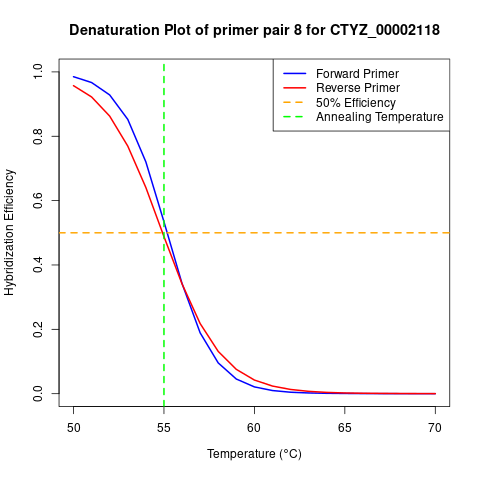 Denaturation Plot of primer pair 8 for CTYZ_00002118
Forward Primer
Reverse Primer
50% Efficiency
Annealing Temperature
Hybridization Efficiency
1.0
0.8
0.6
0.4
0.2
0.0
50 55 60 65 70
Temperature (°C)